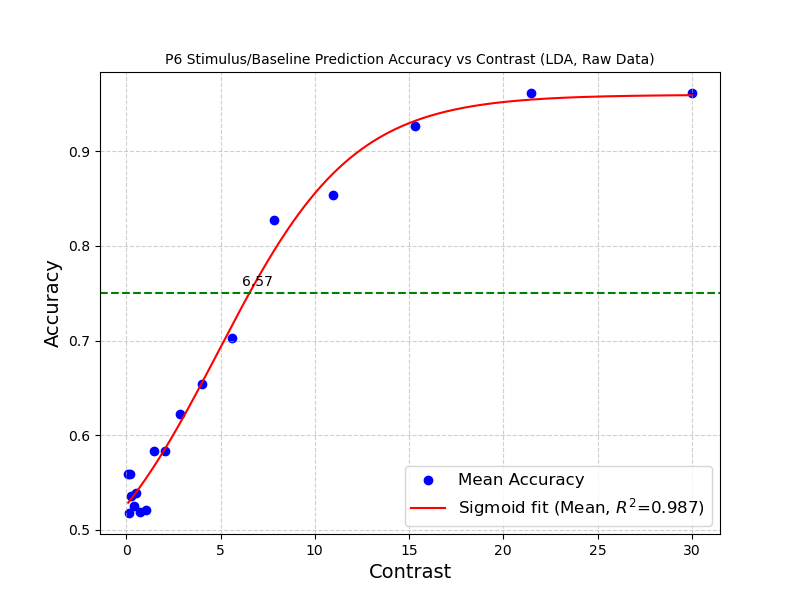 P6 Stimulus/Baseline Prediction Accuracy vs Contrast (LDA, Raw Data)
0.9
0.8
6.57
0.7
0.6
0.5
Accuracy
Mean Accuracy
Sigmoid fit (Mean, R²=0.987)
0 5 10 15 20 25 30
Contrast